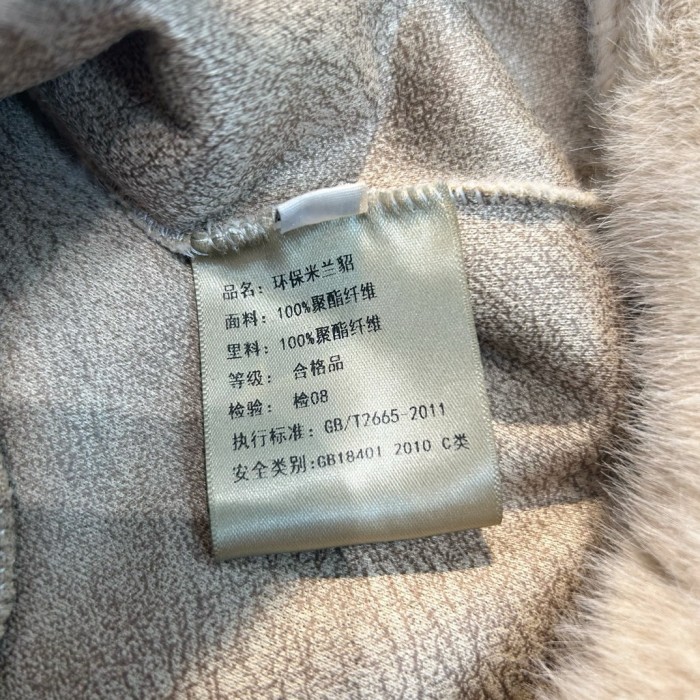 品名：环保米兰貂
面料：100%聚酯纤维
里料：100%聚酯纤维
等级： 合格品
检验： 检08
执行标准：GB/T2665-2011
安全类别:GB18401 2010 C类